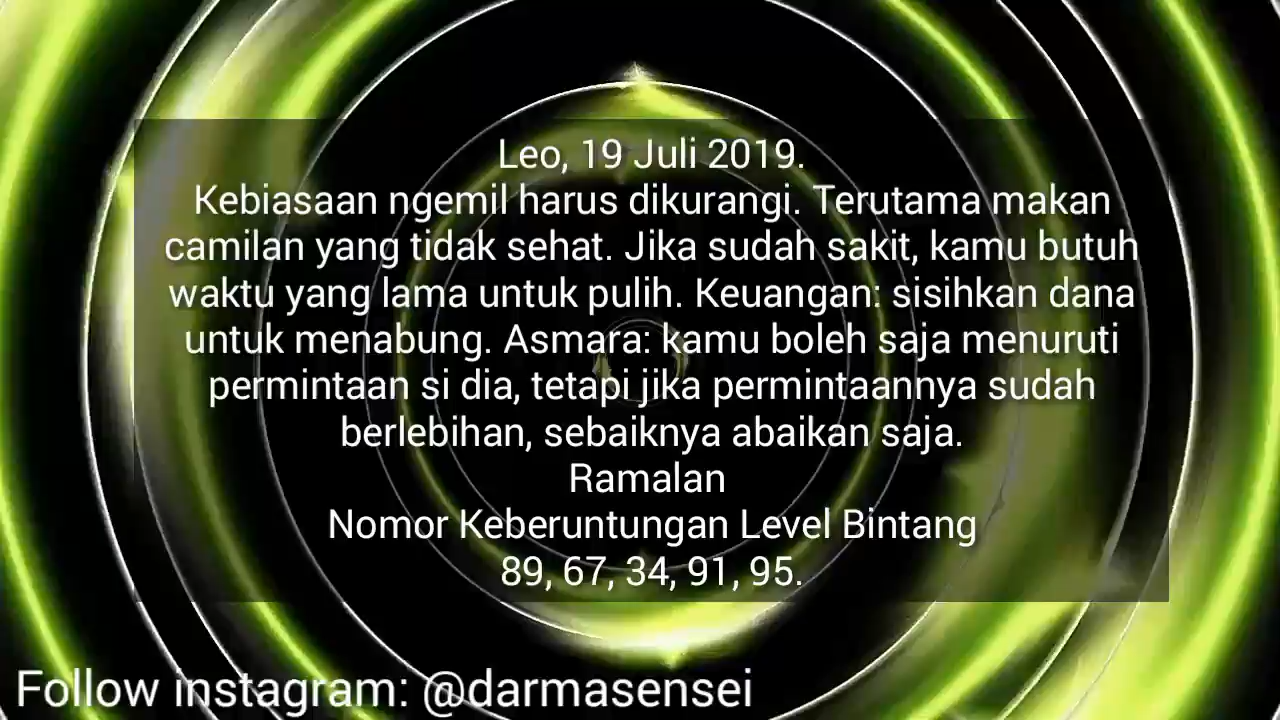 Leo, 19 Juli 2019.
Kebiasaan ngemil harus dikurangi. Terutama makan
camilan yang tidak sehat. Jika sudah sakit, kamu butuh
waktu yang lama untuk pulih. Keuangan: sisihkan dana
untuk menabung. Asmara: kamu boleh saja menuruti
permintaan si dia, tetapi jika permintaannya sudah
berlebihan, sebaiknya abaikan saja.
Ramalan
Nomor Keberuntungan Level Bintang
89, 67, 34, 91, 95.
Follow instagram: @darmasensei